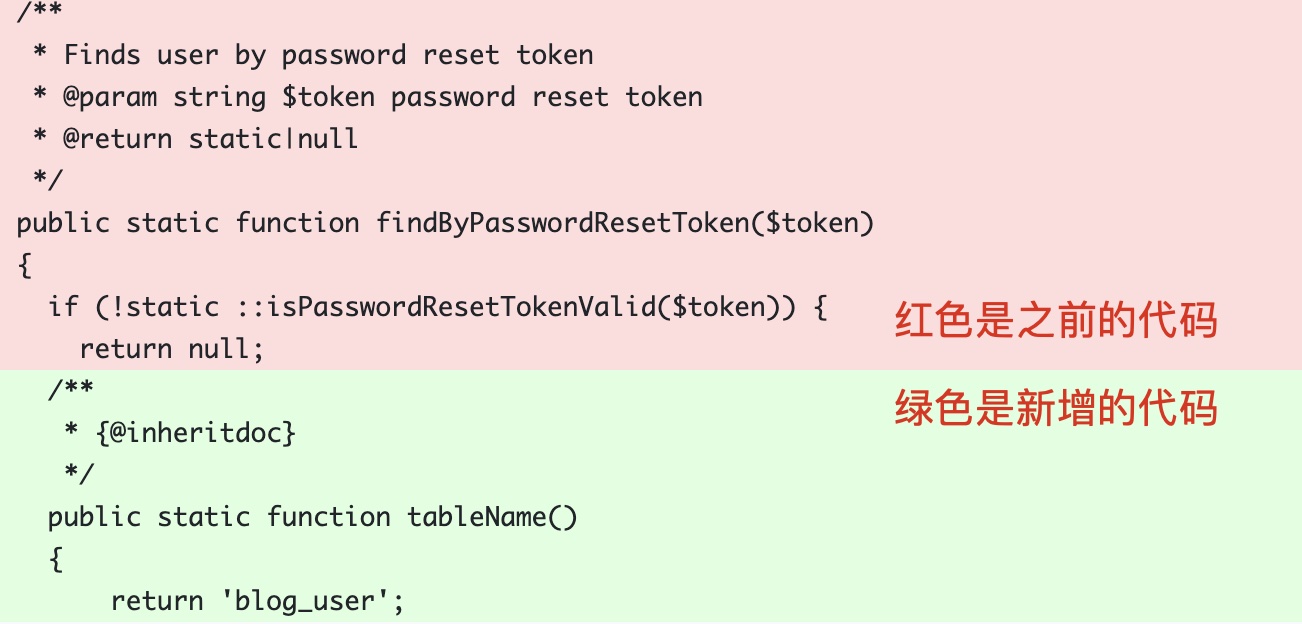 /**
 * Finds user by password reset token
 * @param string $token password reset token
 * @return static|null
 */
public static function findByPasswordResetToken($token)
{
  if (!static ::isPasswordResetTokenValid($token)) {
红色是之前的代码
    return null;
  /**
绿色是新增的代码
   * {@inheritdoc}
   */
  public static function tableName()
  {
      return 'blog_user';